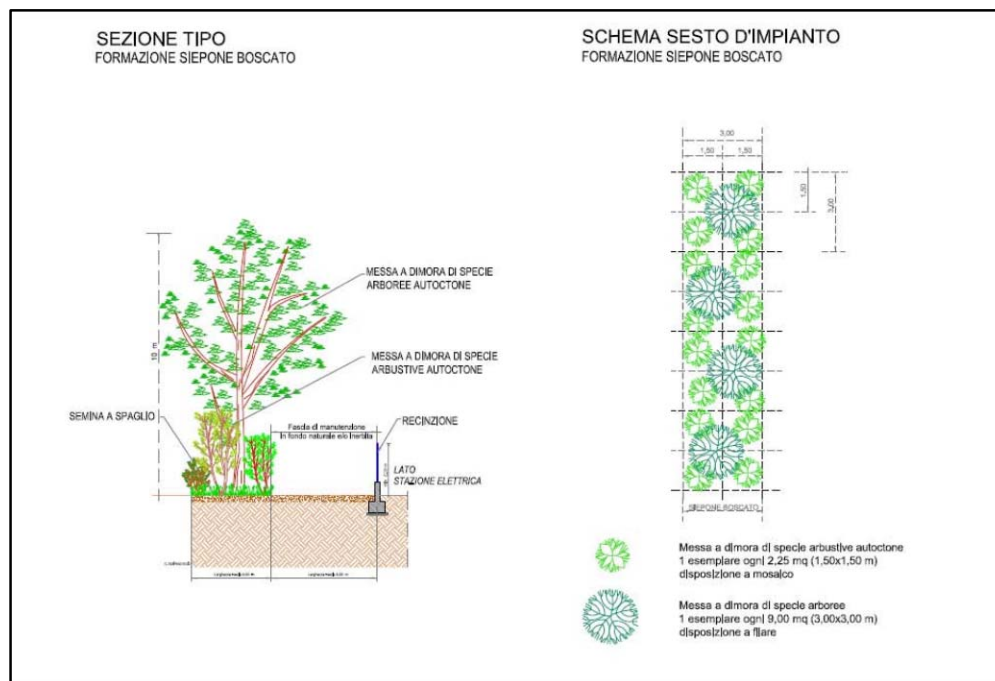 SEZIONE TIPO
FORMAZIONE SIEPONE BOSCATO
10 m
MESSA A DIMORA DI SPECIE
ARBOREE AUTOCTONE
MESSA A DIMORA DI SPECIE
ARBUSTIVE AUTOCTONE
SEMINA A SPAGLIO
Fascia di manutenzione
in fondo naturale e/o inertita
RECINZIONE
LATO
STAZIONE ELETTRICA
SCHEMA SESTO D'IMPIANTO
FORMAZIONE SIEPONE BOSCATO
3,00
1,50
1,50
1,50
3,00
SIEPONE BOSCATO
Messa a dimora di specie arbustive autoctone
1 esemplare ogni 2,25 mq (1,50x1,50 m)
disposizione a mosaico
Messa a dimora di specie arboree
1 esemplare ogni 9,00 mq (3,00x3,00 m)
disposizione a filare